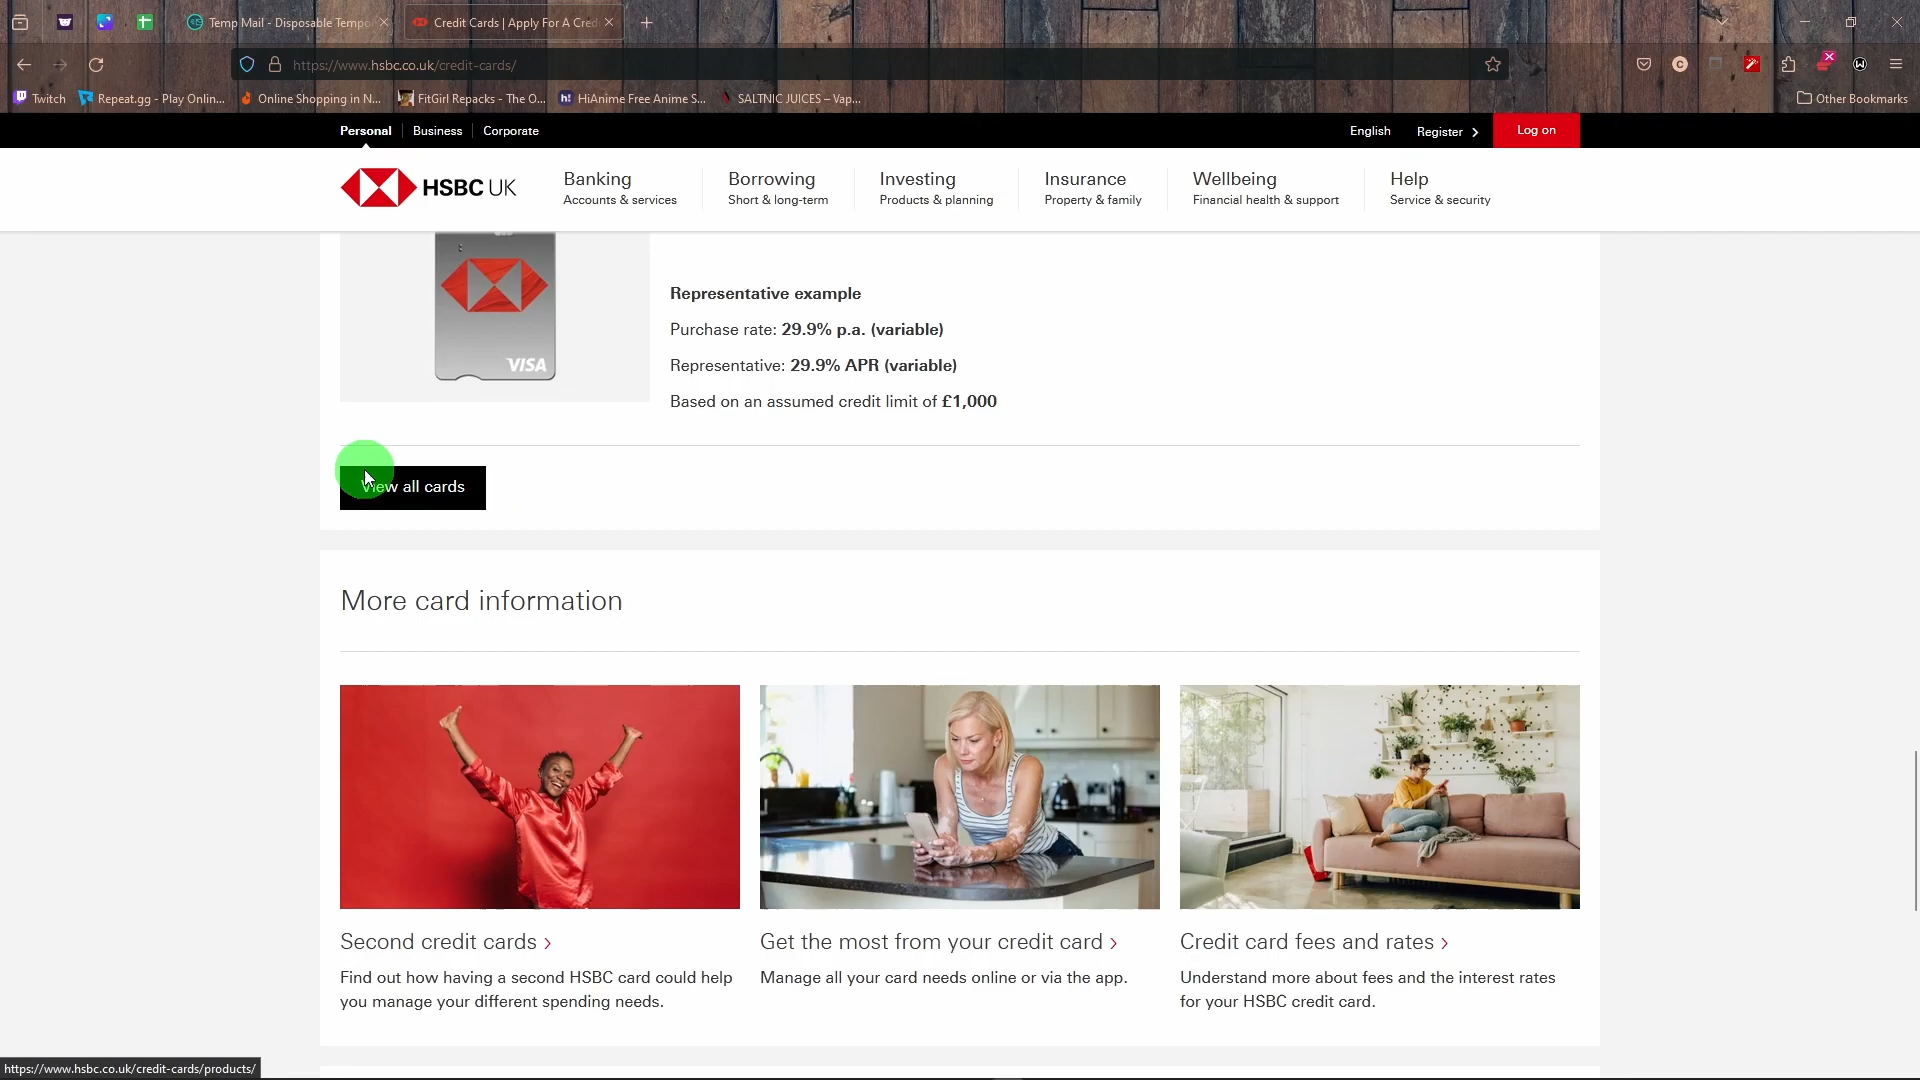 Temp Mail - Disposable Tempo
Credit Cards | Apply For A Cred
https://www.hsbc.co.uk/credit-cards/
Twitch
Repeat.gg - Play Onlin...
Online Shopping in N...
FitGirl Repacks - The O...
HiAnime Free Anime S...
SALTNIC JUICES – Vap...
Other Bookmarks
Personal
Business
Corporate
English
Register
Log on
HSBC UK
Banking
Accounts & services
Borrowing
Short & long-term
Investing
Products & planning
Insurance
Property & family
Wellbeing
Financial health & support
Help
Service & security
VISA
Representative example
Purchase rate: 29.9% p.a. (variable)
Representative: 29.9% APR (variable)
Based on an assumed credit limit of £1,000
View all cards
More card information
Second credit cards
Find out how having a second HSBC card could help
you manage your different spending needs.
Get the most from your credit card
Manage all your card needs online or via the app.
Credit card fees and rates
Understand more about fees and the interest rates
for your HSBC credit card.
https://www.hsbc.co.uk/credit-cards/products/